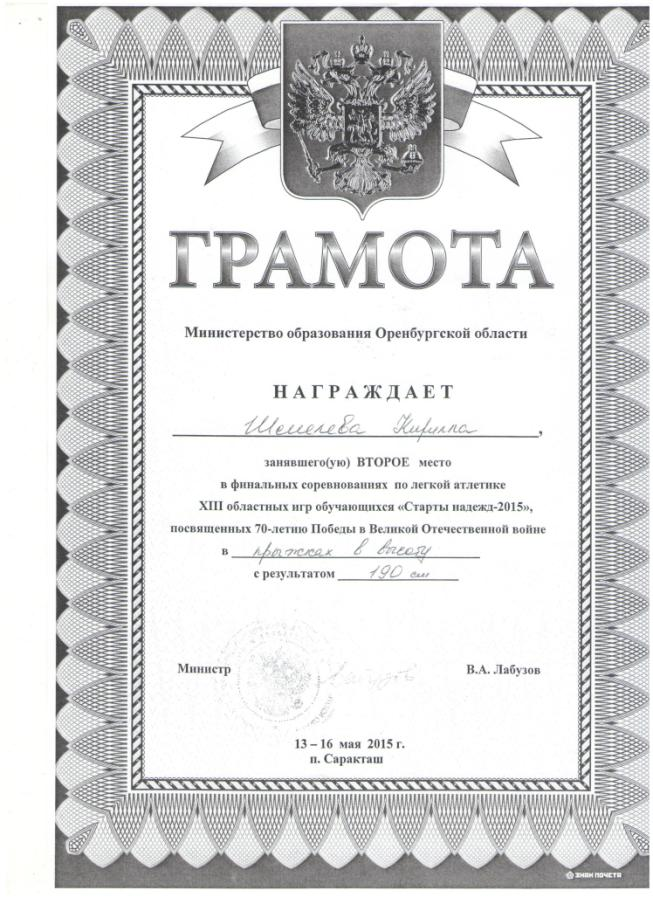 ГРАМОТА
Министерство образования Оренбургской области
НАГРАЖДАЕТ
Шемелева Кирилла,
занявшего(ую) ВТОРОЕ место
в финальных соревнованиях по легкой атлетике
XIII областных игр обучающихся «Старты надежд-2015»,
посвященных 70-летию Победы в Великой Отечественной войне
в прыжках в высоту
с результатом 190 см
Министр В.А. Лабузов
13 – 16 мая 2015 г.
п. Саракташ
ЗНАК ПОЧЕТА